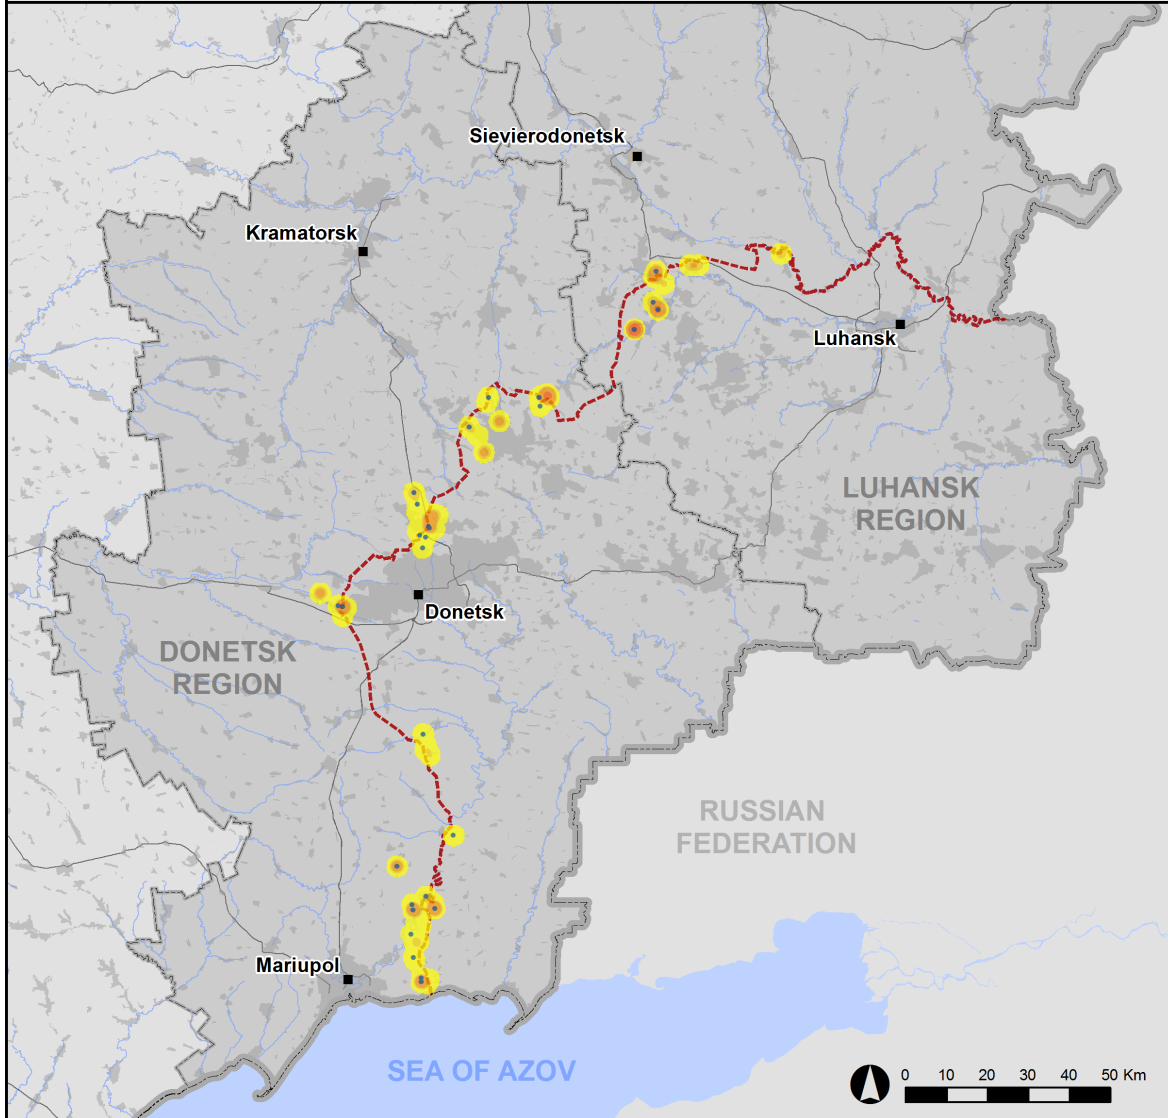 Sievierodonetsk
Kramatorsk
Luhansk
LUHANSK
REGION
Donetsk
DONETSK
REGION
RUSSIAN
FEDERATION
Mariupol
SEA OF AZOV
0 10 20 30 40 50 Km